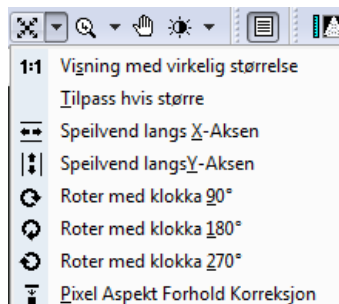 1:1 Visning med virkelig størrelse
Tilpass hvis større
Speilvend langs X-Aksen
Speilvend langsY-Aksen
Roter med klokka 90°
Roter med klokka 180°
Roter med klokka 270°
Pixel Aspekt Forhold Korreksjon